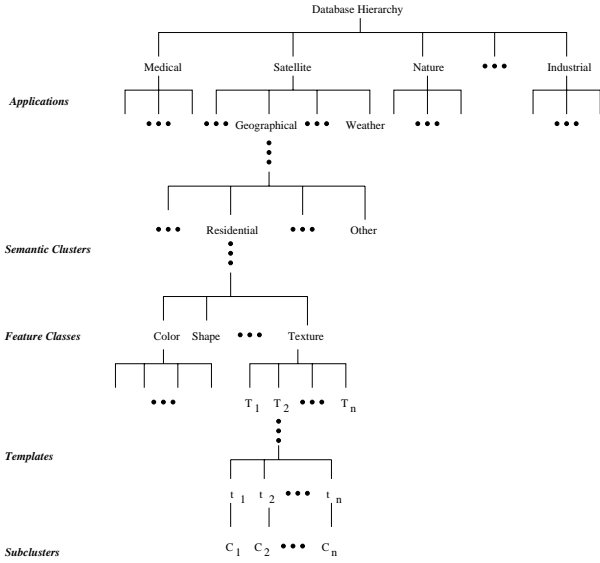 Database Hierarchy
Medical Satellite Nature ••• Industrial
Applications
••• ••• Geographical ••• Weather ••• •••
••• Residential ••• Other
Semantic Clusters
Feature Classes Color Shape ••• Texture
••• T1 T2 ••• Tn
Templates
t1 t2 ••• tn
C1 C2 ••• Cn
Subclusters